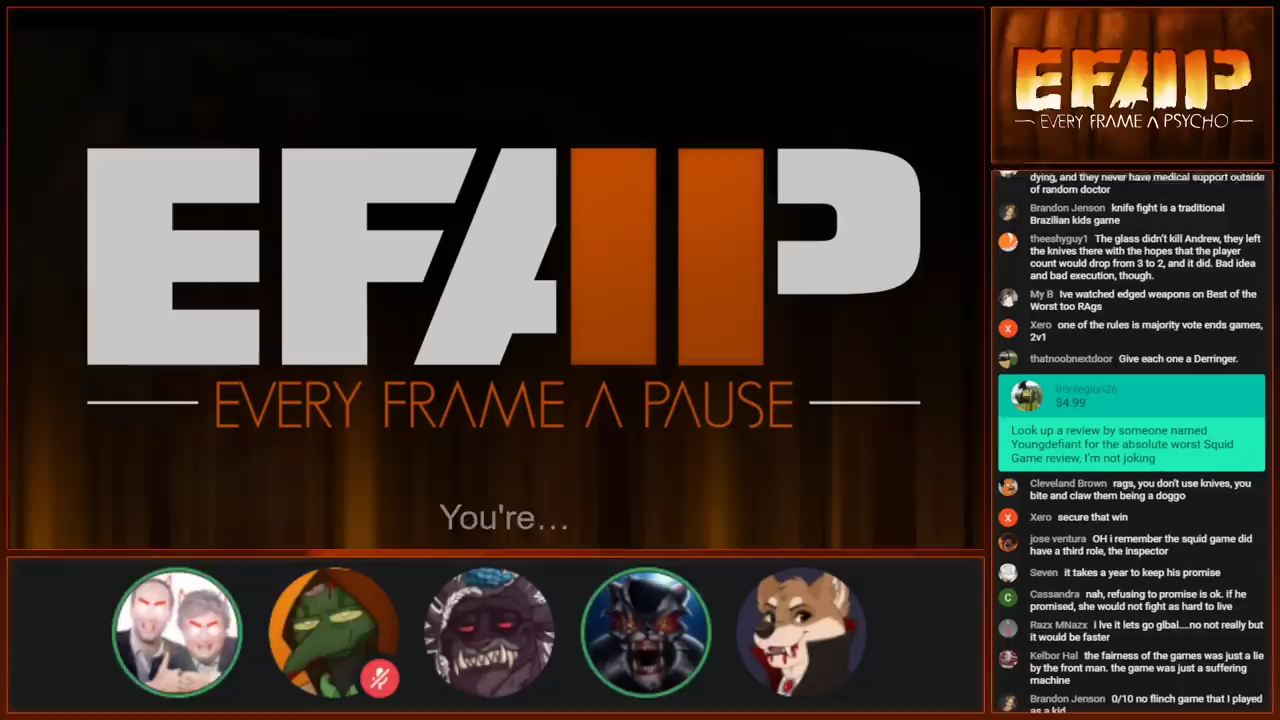 EFAP
EVERY FRAME A PAUSE
You're...
EFAP
EVERY FRAME A PSYCHO
dying, and they never have medical support outside
of random doctor
Brandon Jenson knife fight is a traditional
Brazilian kids game
theeshyguy1 The glass didn't kill Andrew, they left
the knives there with the hopes that the player
count would drop from 3 to 2, and it did. Bad idea
and bad execution, though.
My B Ive watched edged weapons on Best of the
Worst too RAgs
X
Xero one of the rules is majority vote ends games,
2v1
thatnoobnextdoor Give each one a Derringer.
Ironlegion26
$4.99
Look up a review by someone named
Youngdefiant for the absolute worst Squid
Game review, I'm not joking
Cleveland Brown rags, you don't use knives, you
bite and claw them being a doggo
X
Xero secure that win
jose ventura OH i remember the squid game did
have a third role, the inspector
Seven it takes a year to keep his promise
C
Cassandra nah, refusing to promise is ok. if he
promised, she would not fight as hard to live
Razx MNazx i lve it lets go glbal....no not really but
it would be faster
Kelbor Hal the fairness of the games was just a lie
by the front man. the game was just a suffering
machine
Brandon Jenson 0/10 no flinch game that I played
as a kid